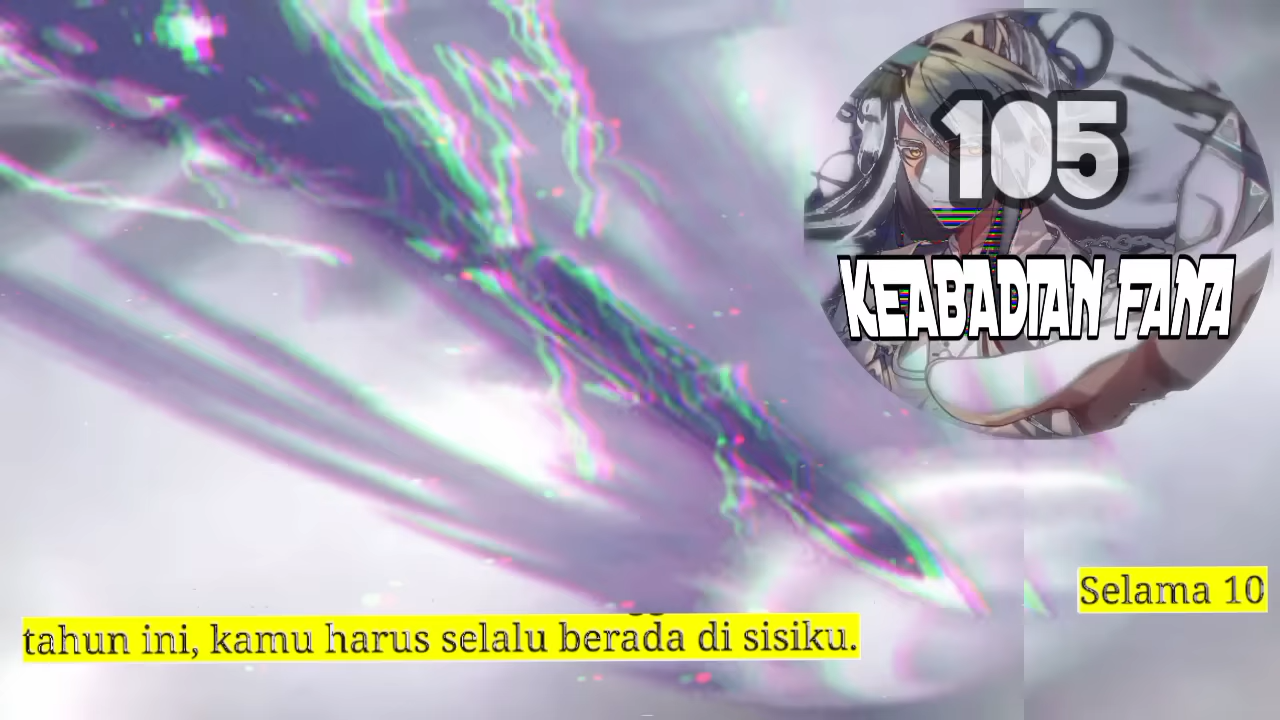 105
KEABADIAN FANA
Selama 10
tahun ini, kamu harus selalu berada di sisiku.